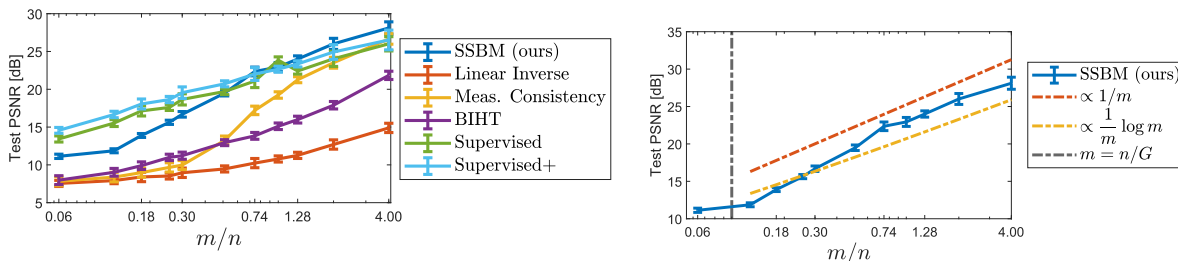 30
25
20
15
10
5
Test PSNR [dB]
0.06
0.18
0.30
0.74
1.28
4.00
m/n
SSBM (ours)
Linear Inverse
Meas. Consistency
BIHT
Supervised
Supervised+
35
30
25
20
15
10
Test PSNR [dB]
0.06
0.18
0.30
0.74
1.28
4.00
m/n
SSBM (ours)
∝ 1/m
∝ 1/m log m
m = n/G